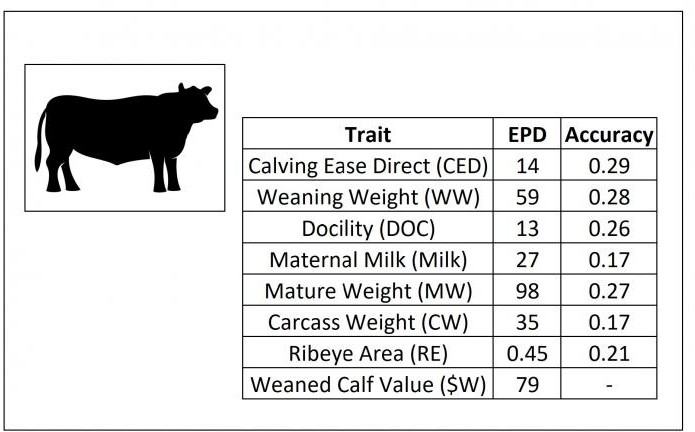 Trait EPD Accuracy
Calving Ease Direct (CED) 14 0.29
Weaning Weight (WW) 59 0.28
Docility (DOC) 13 0.26
Maternal Milk (Milk) 27 0.17
Mature Weight (MW) 98 0.27
Carcass Weight (CW) 35 0.17
Ribeye Area (RE) 0.45 0.21
Weaned Calf Value ($W) 79 -